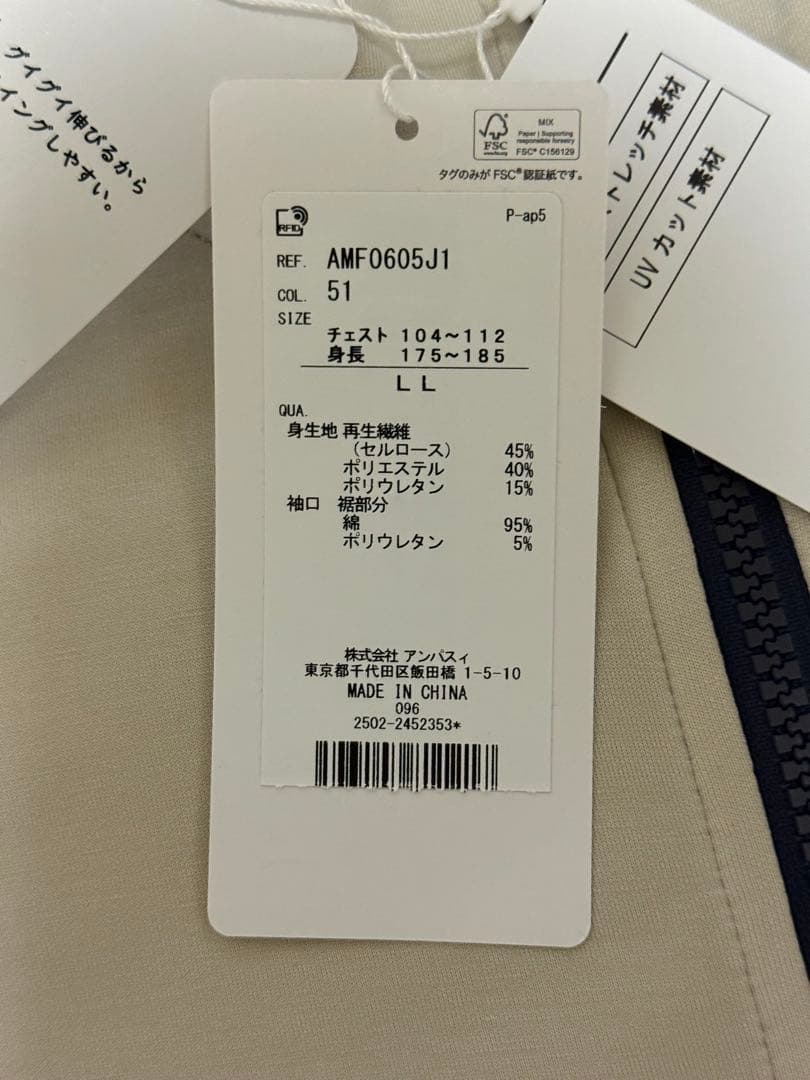 グイグイ伸びるから
イングしやすい。
FSC
www.fsc.org
MIX
Paper | Supporting
responsible forestry
FSC® C156129
タグのみがFSC®認証紙です。
トレッチ素材
UVカット素材
RFID
P-ap5
REF. AMF0605J1
COL. 51
SIZE
チェスト 104～112
身長 175～185
LL
QUA.
身生地 再生繊維
（セルロース） 45%
ポリエステル 40%
ポリウレタン 15%
袖口 裾部分
綿 95%
ポリウレタン 5%
株式会社 アンパスィ
東京都千代田区飯田橋 1-5-10
MADE IN CHINA
096
2502-2452353*